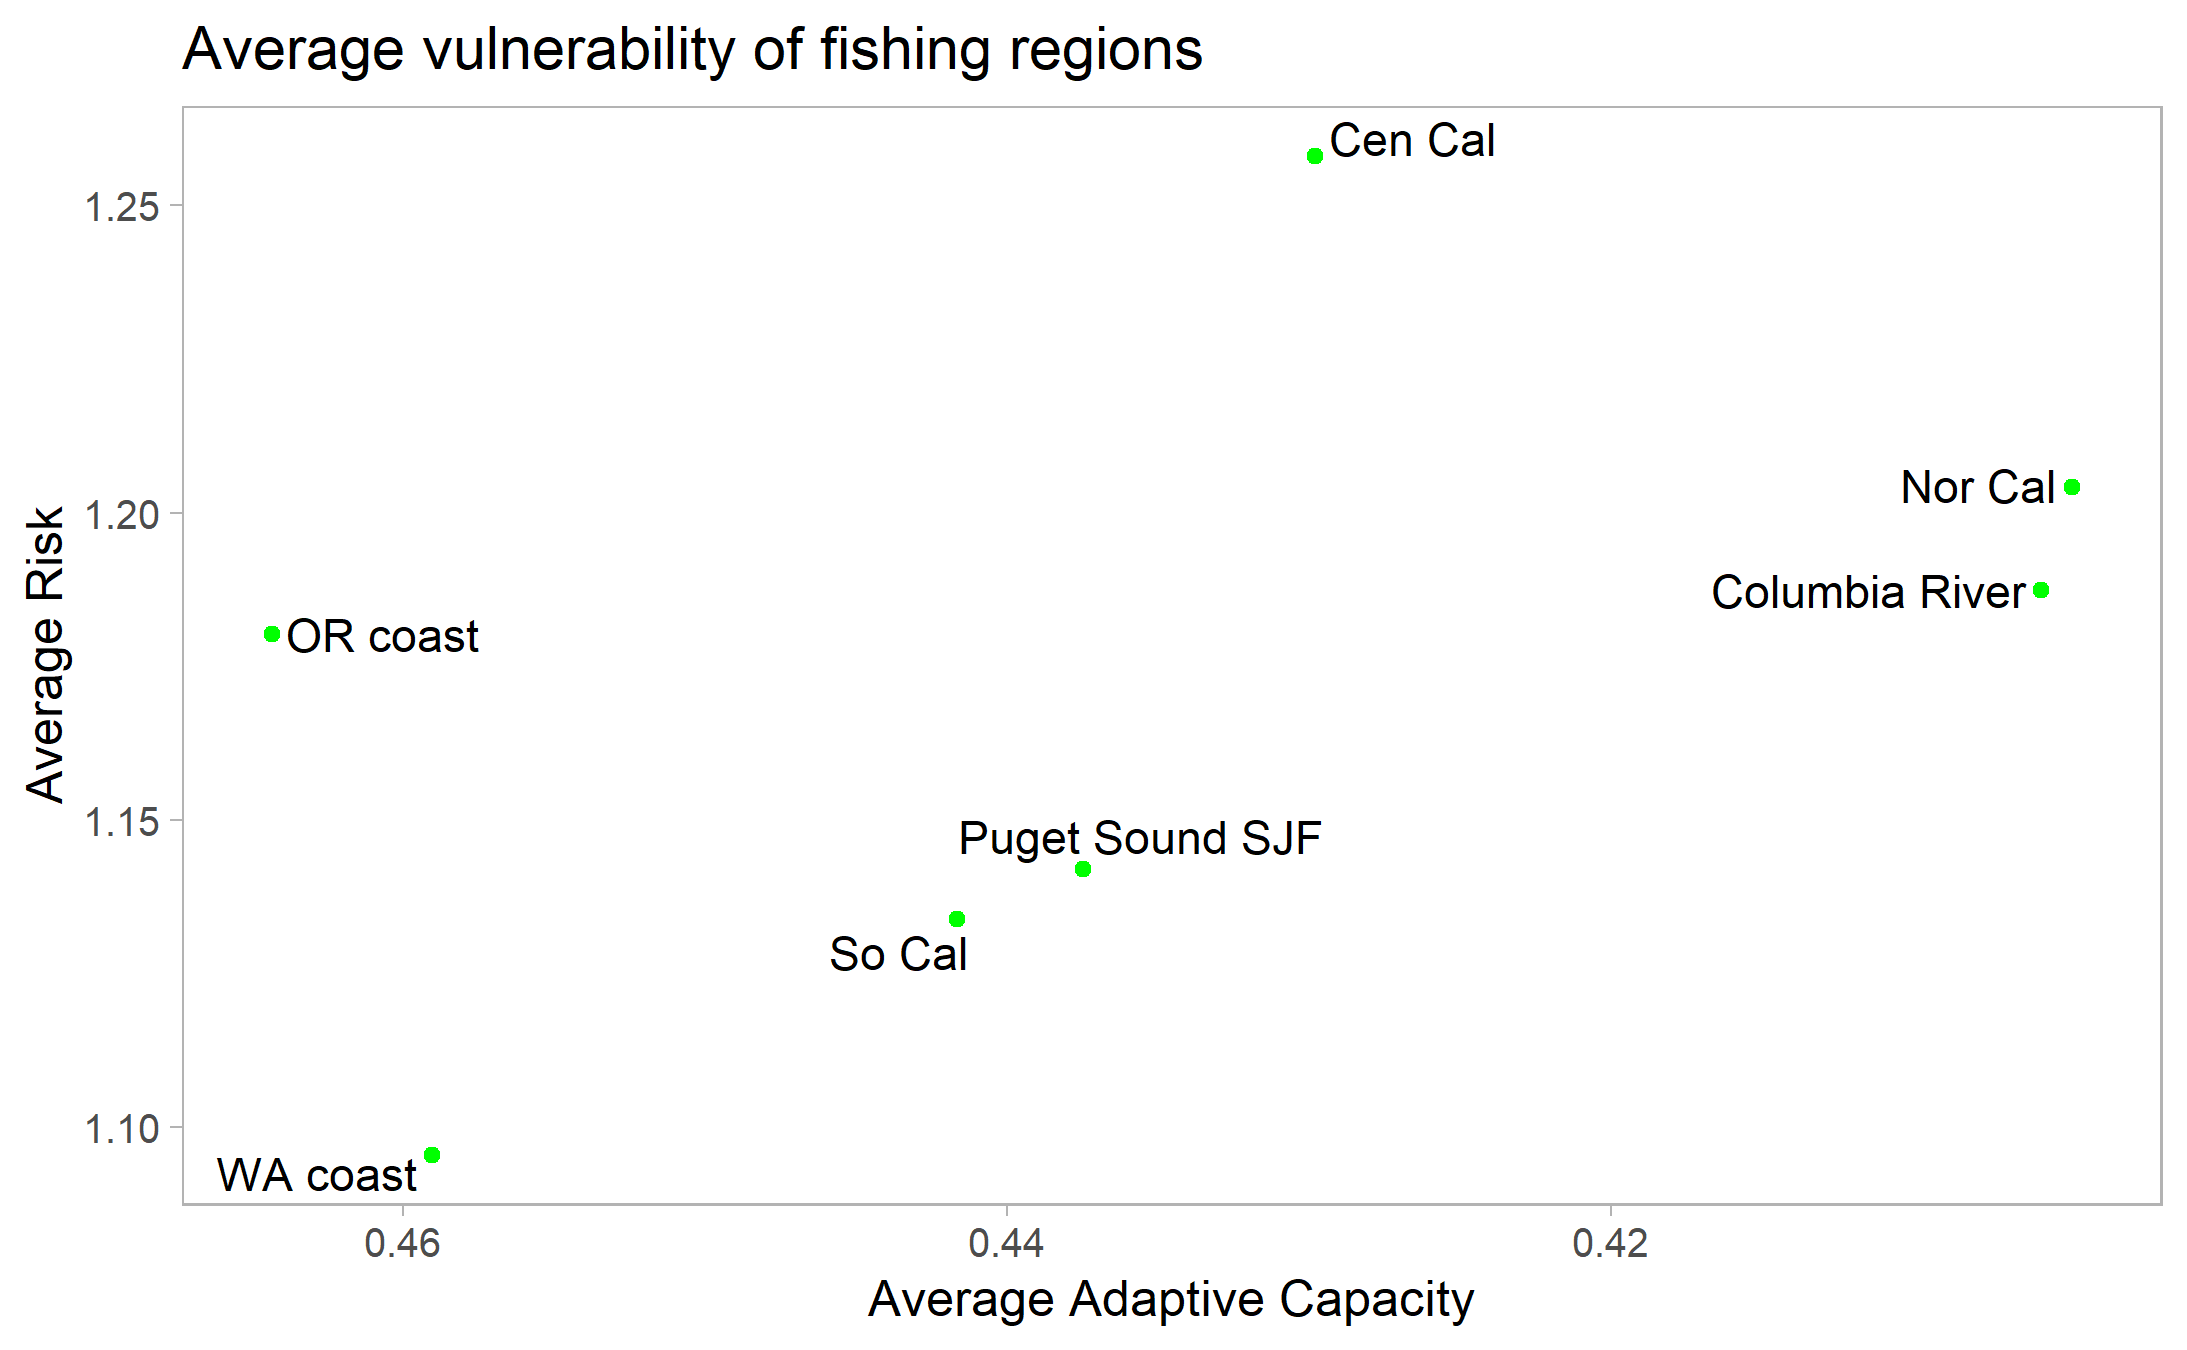 Average vulnerability of fishing regions
Cen Cal
1.25
Nor Cal
1.20
Columbia River
OR coast
Average Risk
Puget Sound SJF
1.15
So Cal
1.10
WA coast
0.46
0.44
0.42
Average Adaptive Capacity